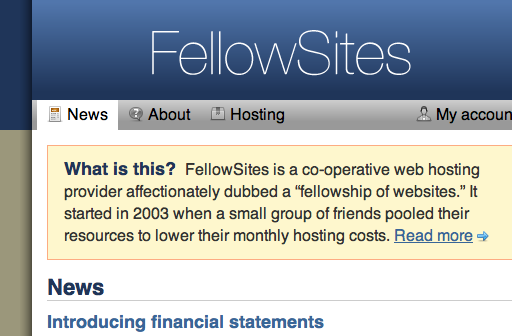 FellowSites
News About Hosting My accoun
What is this? FellowSites is a co-operative web hosting
provider affectionately dubbed a “fellowship of websites.” It
started in 2003 when a small group of friends pooled their
resources to lower their monthly hosting costs. Read more
News
Introducing financial statements